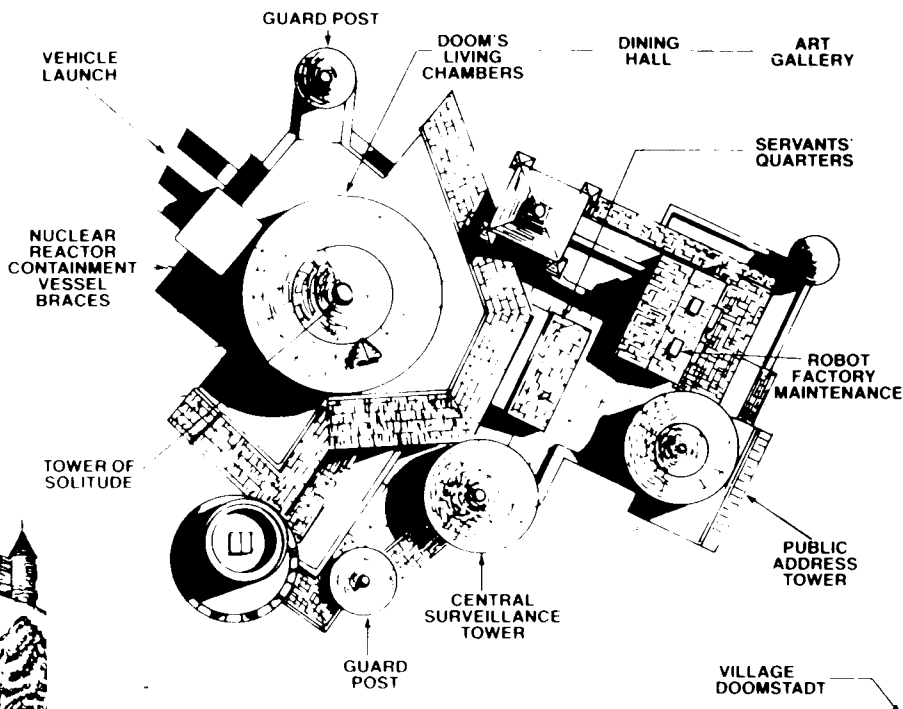 GUARD POST
VEHICLE
LAUNCH
DOOM'S
LIVING
CHAMBERS
DINING
HALL
ART
GALLERY
SERVANTS'
QUARTERS
NUCLEAR
REACTOR
CONTAINMENT
VESSEL
BRACES
ROBOT
FACTORY
MAINTENANCE
TOWER OF
SOLITUDE
PUBLIC
ADDRESS
TOWER
CENTRAL
SURVEILLANCE
TOWER
GUARD
POST
VILLAGE
DOOMSTADT